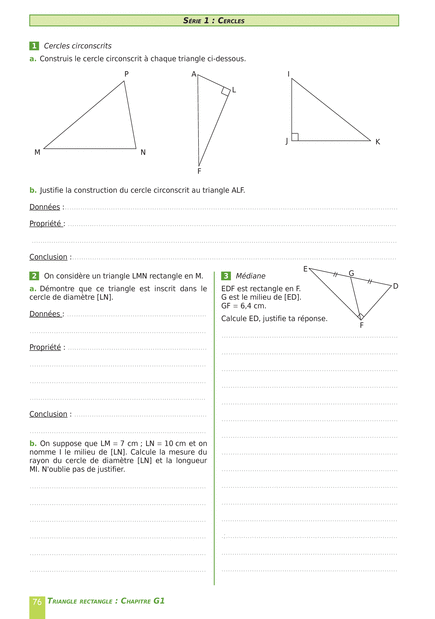 SÉRIE 1 : CERCLES
1 Cercles circonscrits
a. Construis le cercle circonscrit à chaque triangle ci-dessous.
P
M
N
A
L
F
I
J
K
b. Justifie la construction du cercle circonscrit au triangle ALF.
Données :
Propriété :
Conclusion :
2 On considère un triangle LMN rectangle en M.
a. Démontre que ce triangle est inscrit dans le
cercle de diamètre [LN].
Données :
Propriété :
Conclusion :
b. On suppose que LM = 7 cm ; LN = 10 cm et on
nomme I le milieu de [LN]. Calcule la mesure du
rayon du cercle de diamètre [LN] et la longueur
MI. N'oublie pas de justifier.
3 Médiane
EDF est rectangle en F.
G est le milieu de [ED].
GF = 6,4 cm.
Calcule ED, justifie ta réponse.
E
G
D
F
76 TRIANGLE RECTANGLE : CHAPITRE G1